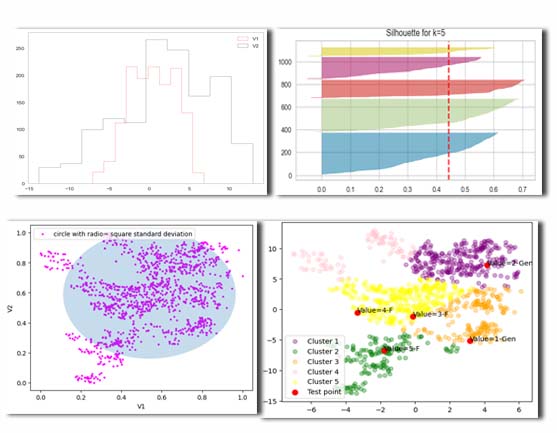 Silhouette for k=5
V1
V2
250
200
150
100
50
0
-15 -10 -5 0 5 10
1000
800
600
400
200
0
0.0 0.1 0.2 0.3 0.4 0.5 0.6 0.7
circle with radio= square standard deviation
1.0
0.8
0.6
0.4
0.2
0.0
V2
0.0 0.2 0.4 0.6 0.8 1.0
V1
10
5
0
-5
-10
-15
Value=2-Gen
Value=4-F
Value=3-F
Value=1-Gen
Value=5-F
Cluster 1
Cluster 2
Cluster 3
Cluster 4
Cluster 5
Test point
-6 -4 -2 0 2 4 6